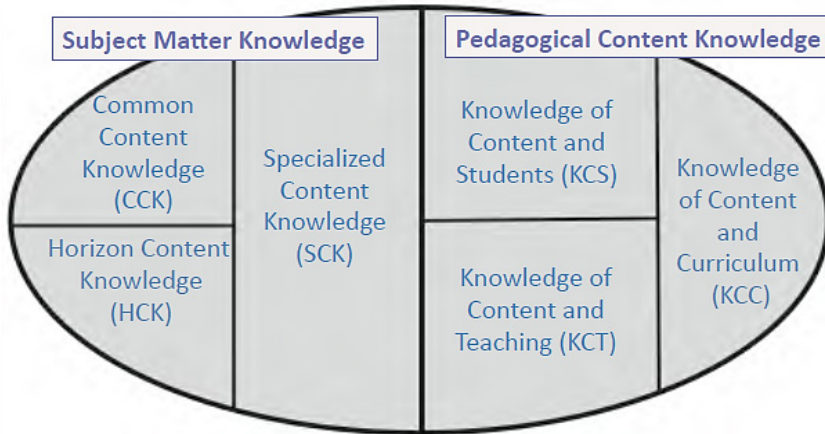 Subject Matter Knowledge
Pedagogical Content Knowledge
Common
Content
Knowledge
(CCK)
Horizon Content
Knowledge
(HCK)
Specialized
Content
Knowledge
(SCK)
Knowledge of
Content and
Students (KCS)
Knowledge of
Content and
Teaching (KCT)
Knowledge
of Content
and
Curriculum
(KCC)